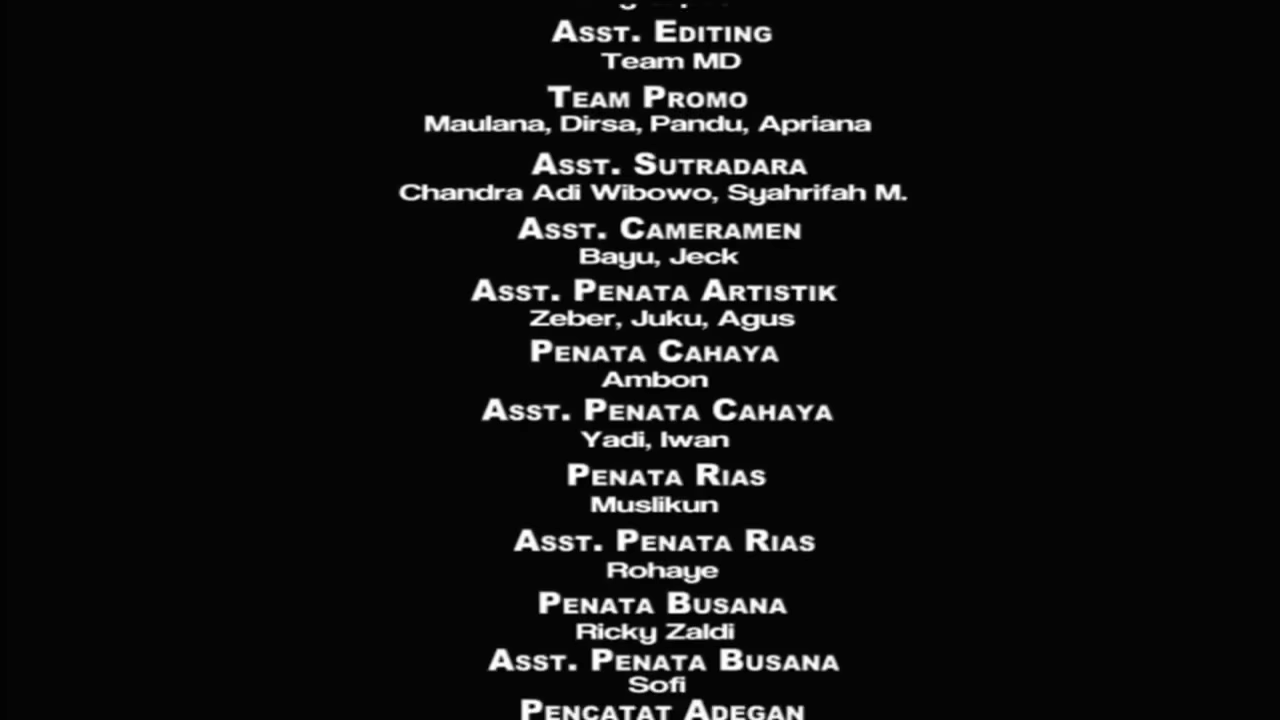 Asst. Editing
Team MD
Team Promo
Maulana, Dirsa, Pandu, Apriana
Asst. Sutradara
Chandra Adi Wibowo, Syahrifah M.
Asst. Cameramen
Bayu, Jeck
Asst. Penata Artistik
Zeber, Juku, Agus
Penata Cahaya
Ambon
Asst. Penata Cahaya
Yadi, Iwan
Penata Rias
Muslikun
Asst. Penata Rias
Rohaye
Penata Busana
Ricky Zaldi
Asst. Penata Busana
Sofi
Pencatat Adegan